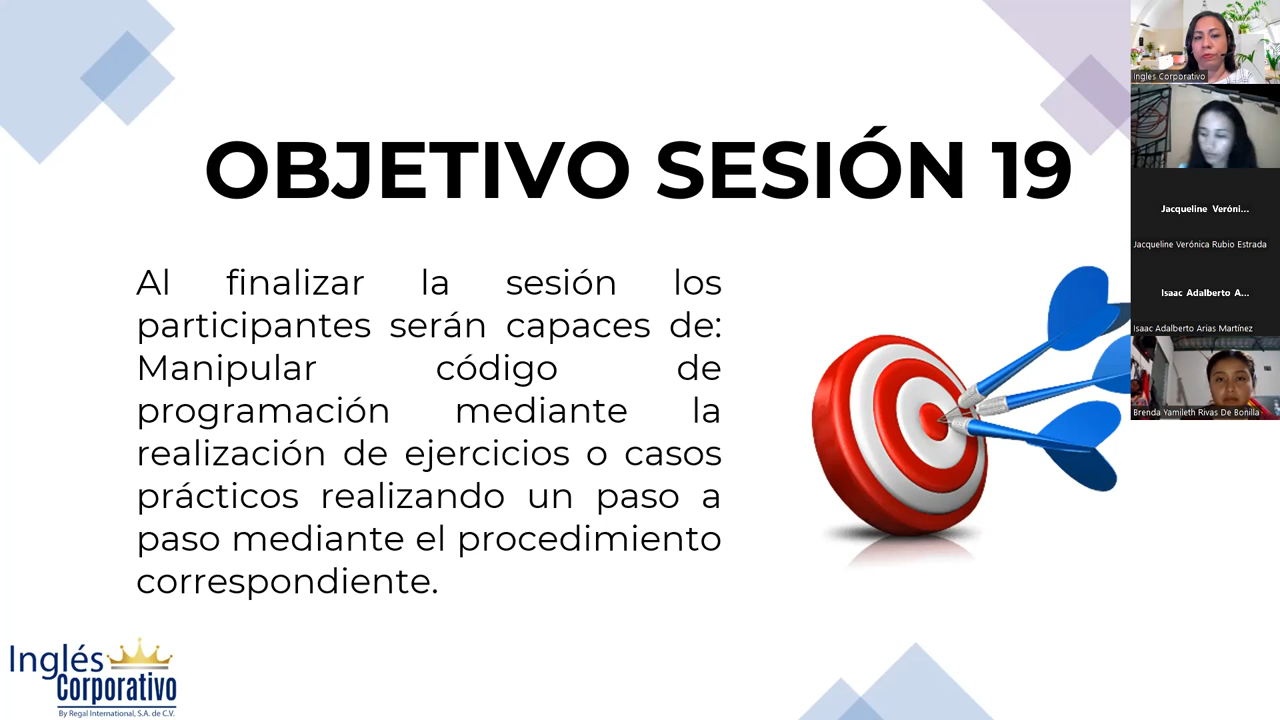 OBJETIVO SESIÓN 19
Al finalizar la sesión los
participantes serán capaces de:
Manipular código de
programación mediante la
realización de ejercicios o casos
prácticos realizando un paso a
paso mediante el procedimiento
correspondiente.
Inglés
Corporativo
By Regal International, S.A. de C.V.
Ingles Corporativo
Jacqueline Veróni...
Jacqueline Verónica Rubio Estrada
Isaac Adalberto A...
Isaac Adalberto Arias Martínez
Brenda Yamileth Rivas De Bonilla